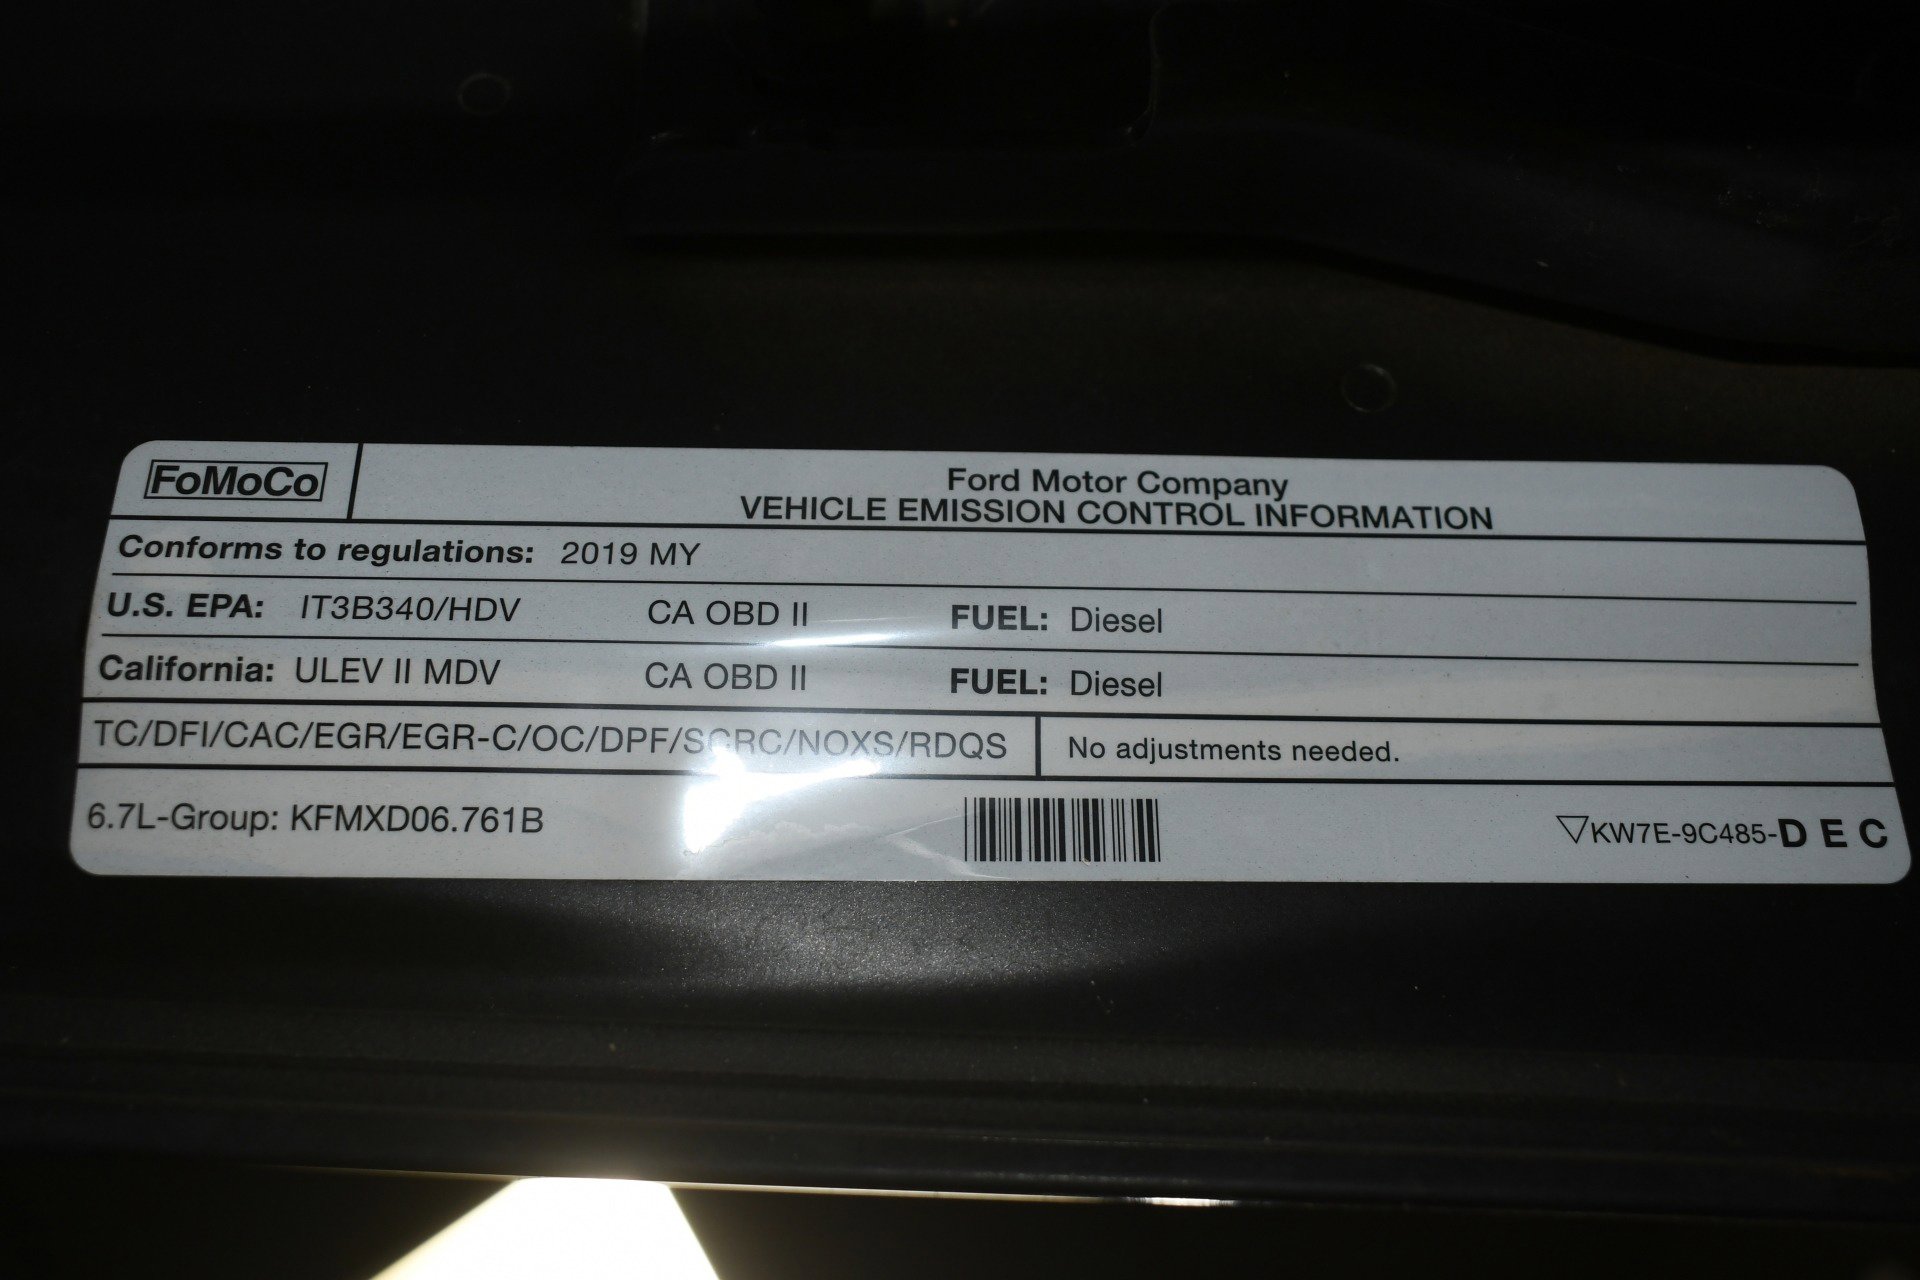 FoMoCo
Ford Motor Company
VEHICLE EMISSION CONTROL INFORMATION
Conforms to regulations: 2019 MY
U.S. EPA: IT3B340/HDV CA OBD II FUEL: Diesel
California: ULEV II MDV CA OBD II FUEL: Diesel
TC/DFI/CAC/EGR/EGR-C/OC/DPF/SCRC/NOXS/RDQS No adjustments needed.
6.7L-Group: KFMXD06.761B ▽KW7E-9C485-DEC